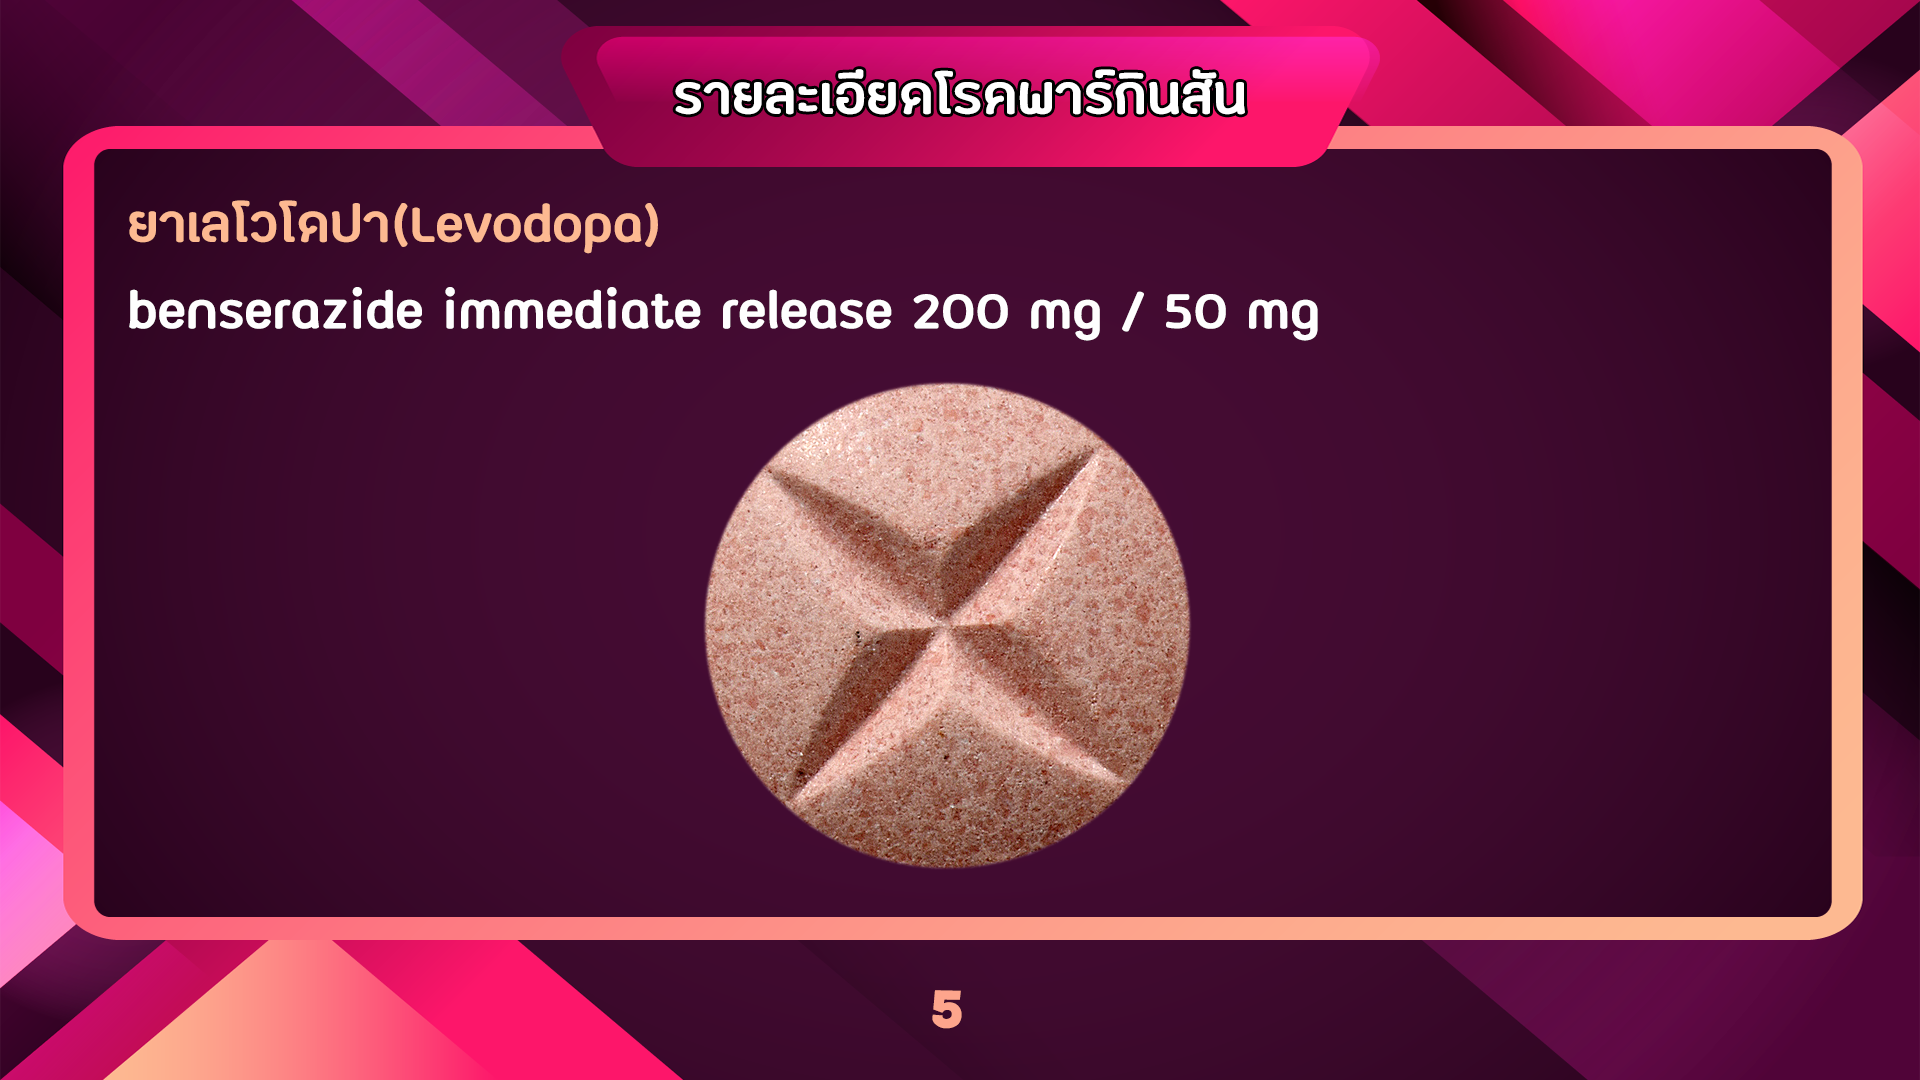 รายละเอียดโรคพาร์กินสัน
ยาเลโวโดปา(Levodopa)
benserazide immediate release 200 mg / 50 mg
5